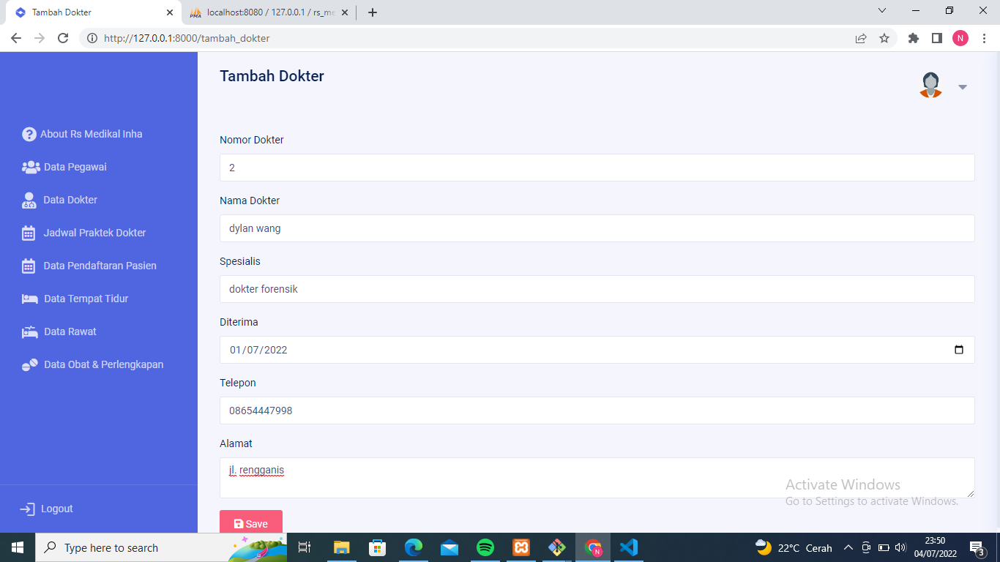 Tambah Dokter
localhost:8080 / 127.0.0.1 / rs_me
http://127.0.0.1:8000/tambah_dokter
N
Tambah Dokter
About Rs Medikal Inha
Data Pegawai
Data Dokter
Jadwal Praktek Dokter
Data Pendaftaran Pasien
Data Tempat Tidur
Data Rawat
Data Obat & Perlengkapan
Logout
Nomor Dokter
2
Nama Dokter
dylan wang
Spesialis
dokter forensik
Diterima
01/07/2022
Telepon
08654447998
Alamat
jl. rengganis
Save
Activate Windows
Go to Settings to activate Windows.
Type here to search
22°C Cerah
23:50
04/07/2022
3